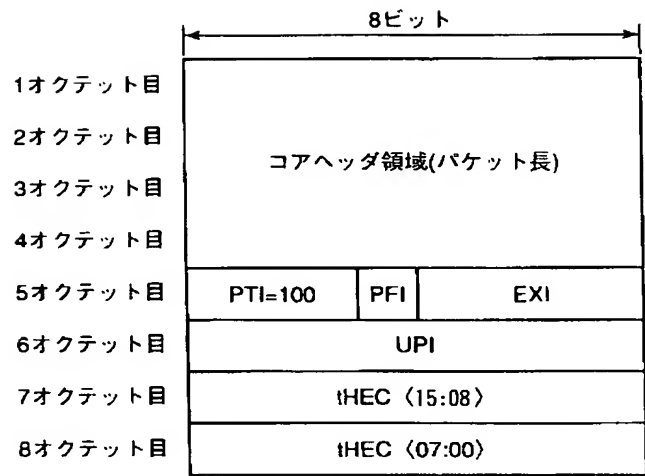 8ビット
1オクテット目
2オクテット目
コアヘッダ領域(パケット長)
3オクテット目
4オクテット目
5オクテット目 PTI=100 PFI EXI
6オクテット目 UPI
7オクテット目 tHEC〈15:08〉
8オクテット目 tHEC〈07:00〉